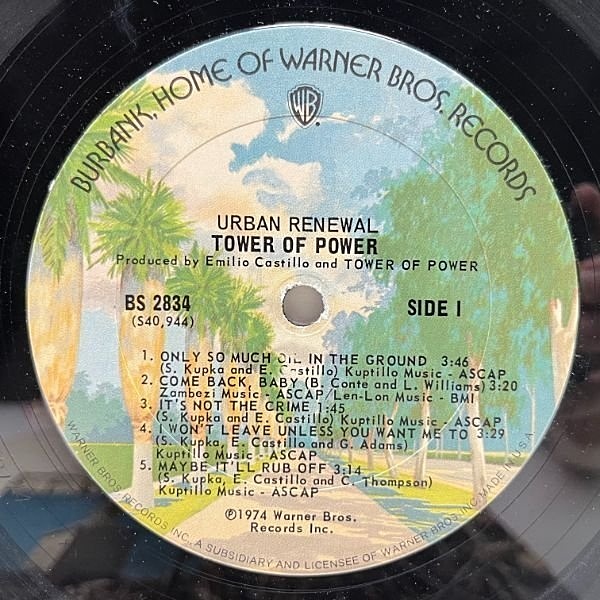 BURBANK, HOME OF WARNER BROS. RECORDS
WB
URBAN RENEWAL
TOWER OF POWER
Produced by Emilio Castillo and TOWER OF POWER
BS 2834
SIDE I
(S40,944)
1. ONLY SO MUCH OIL IN THE GROUND 3:46
(S. Kupka and E. Castillo) Kuptillo Music - ASCAP
2. COME BACK, BABY (B. Conte and L. Williams) 3:20
Zambezi Music - ASCAP/Len-Lon Music - BMI
3. IT'S NOT THE CRIME 1:45
(S. Kupka and E. Castillo) Kuptillo Music - ASCAP
4. I WON'T LEAVE UNLESS YOU WANT ME TO 3:29
(S. Kupka, E. Castillo and G. Adams)
Kuptillo Music - ASCAP
5. MAYBE IT'LL RUB OFF 3:14
(S. Kupka, E. Castillo and C. Thompson)
Kuptillo Music - ASCAP
℗1974 Warner Bros.
Records Inc.
WARNER BROS. RECORDS INC., A SUBSIDIARY AND LICENSEE OF WARNER BROS. INC. MADE IN U.S.A.